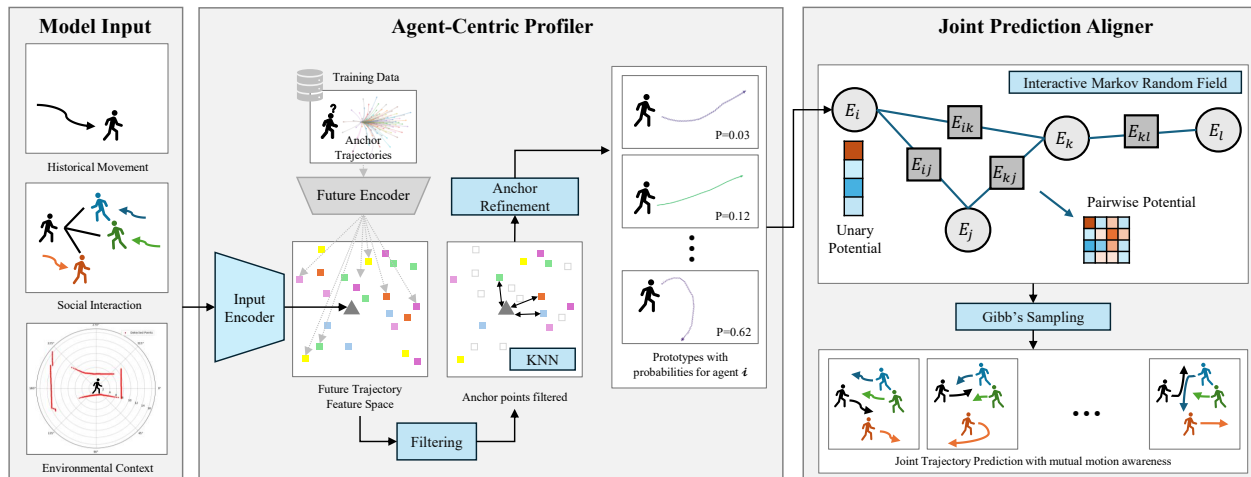 Model Input
Historical Movement
Social Interaction
Environmental Context
Agent-Centric Profiler
Training Data
?
Anchor
Trajectories
Future Encoder
Input
Encoder
Future Trajectory
Feature Space
Filtering
Anchor points filtered
KNN
Anchor
Refinement
P=0.03
P=0.12
P=0.62
Prototypes with
probabilities for agent i
Joint Prediction Aligner
Interactive Markov Random Field
E_i
E_ik
E_k
E_kl
E_l
E_ij
E_kj
E_j
Unary
Potential
Pairwise Potential
Gibb's Sampling
Joint Trajectory Prediction with mutual motion awareness